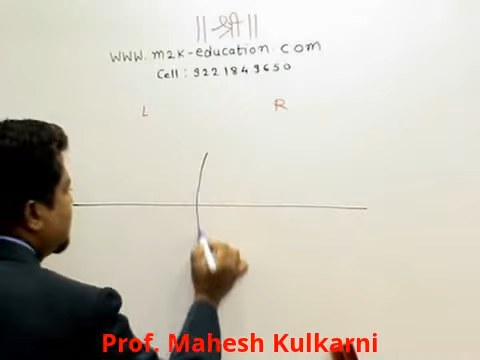 ||श्री||
www.m2k-education.com
Cell : 9221849650
L R
Prof. Mahesh Kulkarni